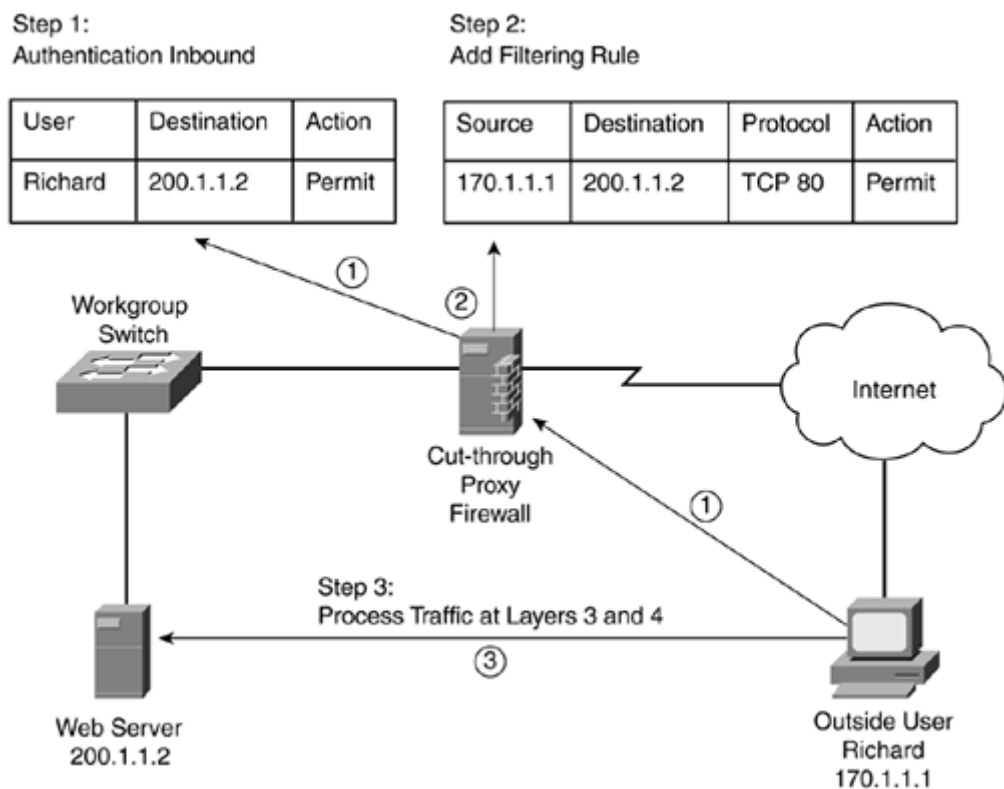 Step 1:
Authentication Inbound
Step 2:
Add Filtering Rule
User Destination Action
Richard 200.1.1.2 Permit
Source Destination Protocol Action
170.1.1.1 200.1.1.2 TCP 80 Permit
1
2
Workgroup
Switch
Internet
Cut-through
Proxy
Firewall
1
Step 3:
Process Traffic at Layers 3 and 4
3
Web Server
200.1.1.2
Outside User
Richard
170.1.1.1